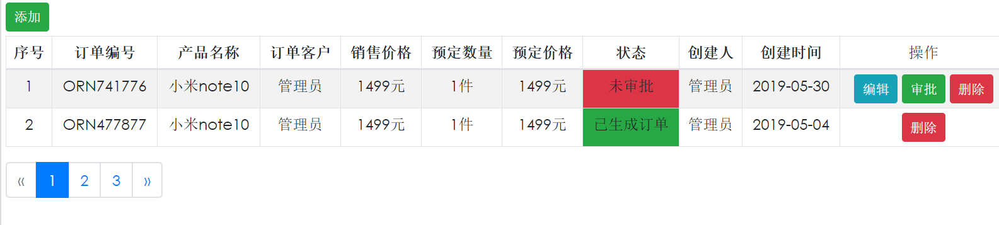 添加
序号 订单编号 产品名称 订单客户 销售价格 预定数量 预定价格 状态 创建人 创建时间 操作
1 ORN741776 小米note10 管理员 1499元 1件 1499元 未审批 管理员 2019-05-30 编辑 审批 删除
2 ORN477877 小米note10 管理员 1499元 1件 1499元 已生成订单 管理员 2019-05-04 删除
« 1 2 3 »